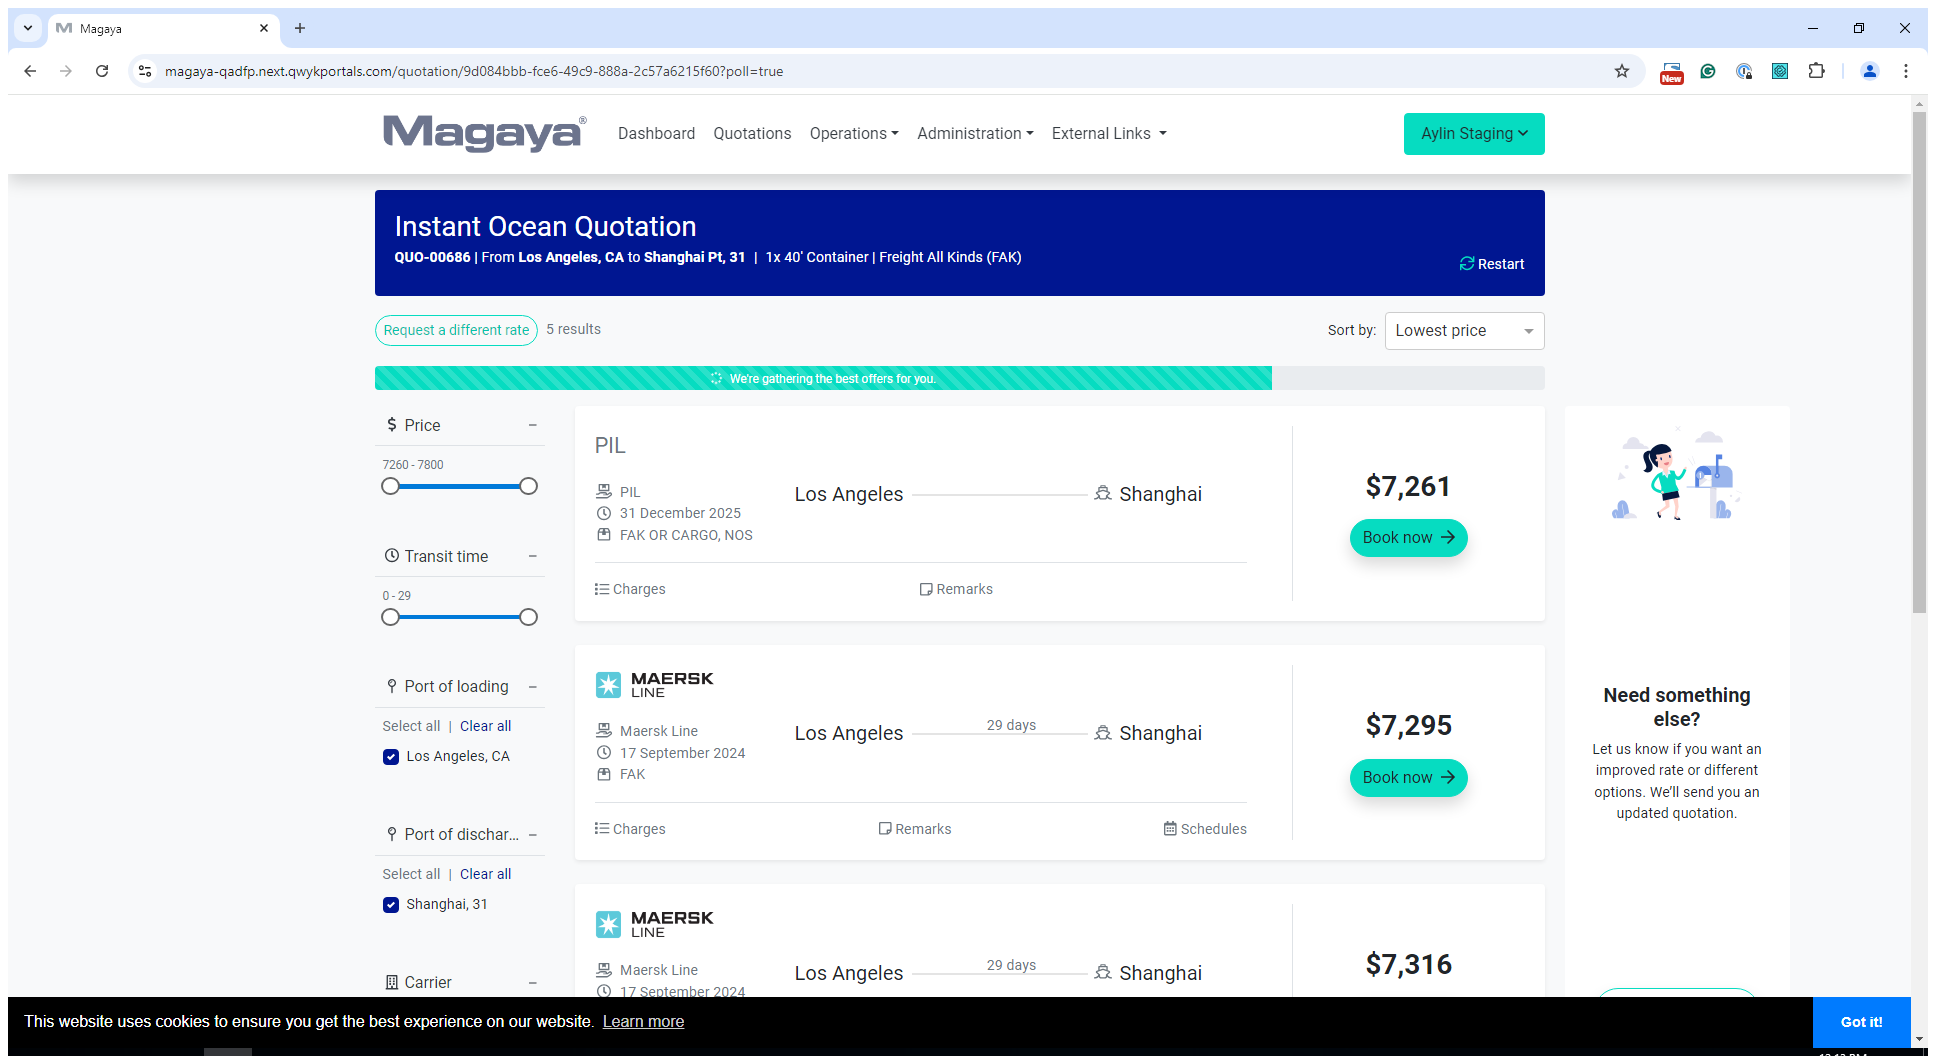 Magaya
magaya-qadfp.next.qwykportals.com/quotation/9d084bbb-fce6-49c9-888a-2c57a6215f60?poll=true
New
Magaya®
Dashboard Quotations Operations Administration External Links
Aylin Staging
Instant Ocean Quotation
QUO-00686 | From Los Angeles, CA to Shanghai Pt, 31 | 1x 40' Container | Freight All Kinds (FAK)
Restart
Request a different rate 5 results
Sort by: Lowest price
We're gathering the best offers for you.
Price
7260 - 7800
Transit time
0 - 29
Port of loading
Select all | Clear all
Los Angeles, CA
Port of dischar...
Select all | Clear all
Shanghai, 31
Carrier
PIL
PIL
31 December 2025
FAK OR CARGO, NOS
Los Angeles Shanghai
$7,261
Book now
Charges Remarks
MAERSK
LINE
Maersk Line
17 September 2024
FAK
Los Angeles 29 days Shanghai
$7,295
Book now
Charges Remarks Schedules
MAERSK
LINE
Maersk Line
17 September 2024
Los Angeles 29 days Shanghai
$7,316
Need something
else?
Let us know if you want an
improved rate or different
options. We’ll send you an
updated quotation.
This website uses cookies to ensure you get the best experience on our website. Learn more
Got it!